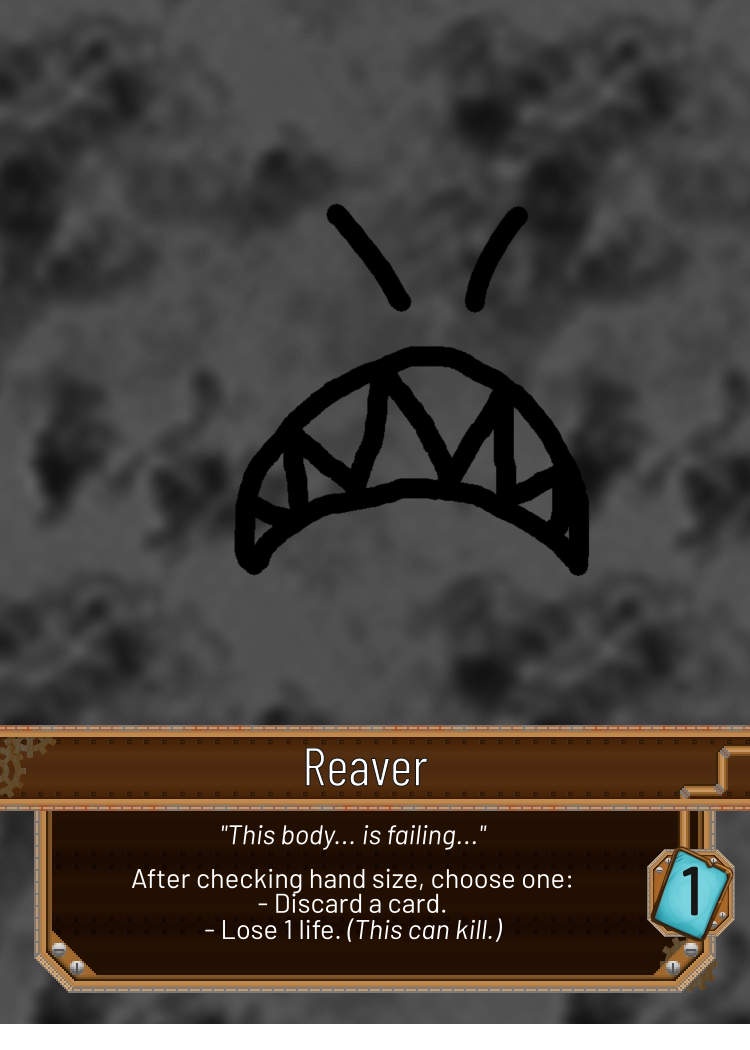 Reaver
"This body... is failing..."
After checking hand size, choose one:
- Discard a card.
- Lose 1 life. (This can kill.)
1